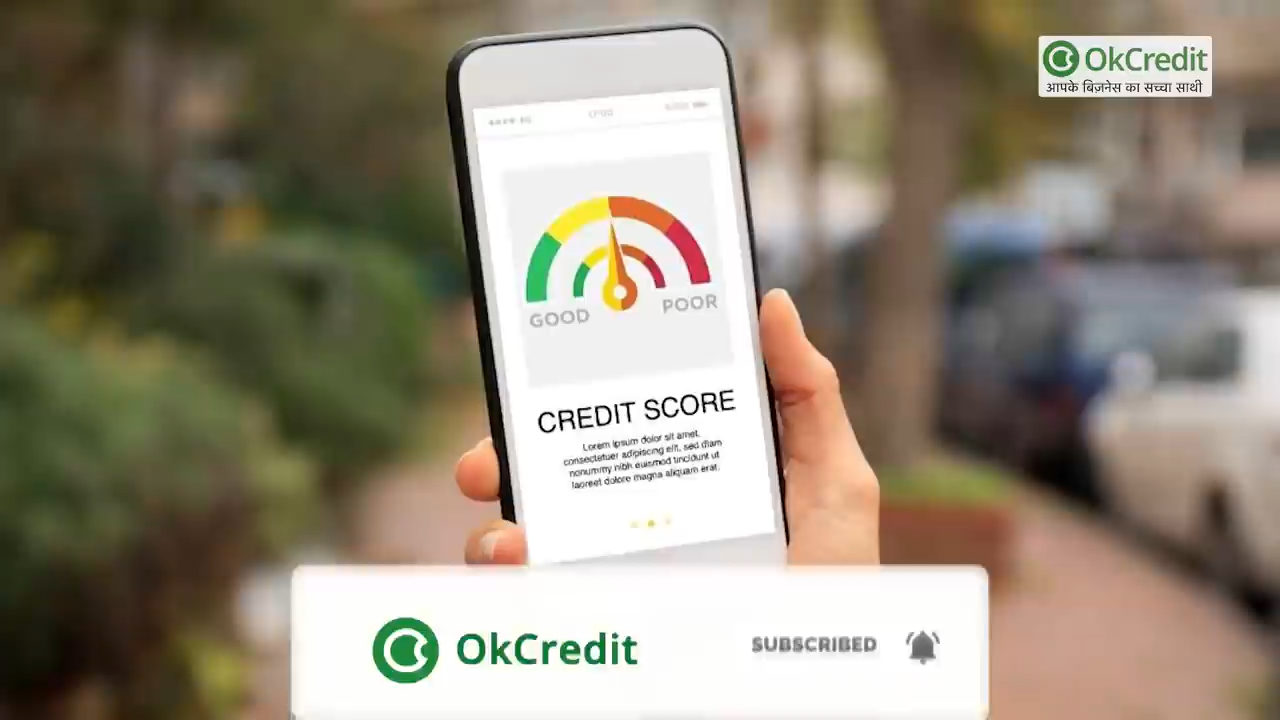 OkCredit
आपके बिज़नेस का सच्चा साथी
GOOD
POOR
CREDIT SCORE
Lorem ipsum dolor sit amet,
consectetuer adipiscing elit, sed diam
nonummy nibh euismod tincidunt ut
laoreet dolore magna aliquam erat.
OkCredit
SUBSCRIBED